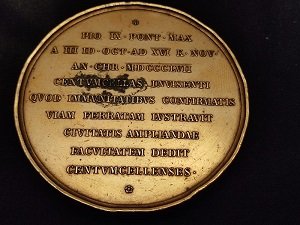 PIO IX · PONT · MAX
A III ID · OCT · AD XVI K · NOV
AN · CHR · MDCCCLVII
CENTVMCELLAS · INVISENTI
QVOD IMMVNITATIBVS CONFIRMATIS
VIAM FERRATAM LVSTRAVIT
CIVITATIS AMPLIANDAE
FACVLTATEM DEDIT
CENTVMCELLENSES ·